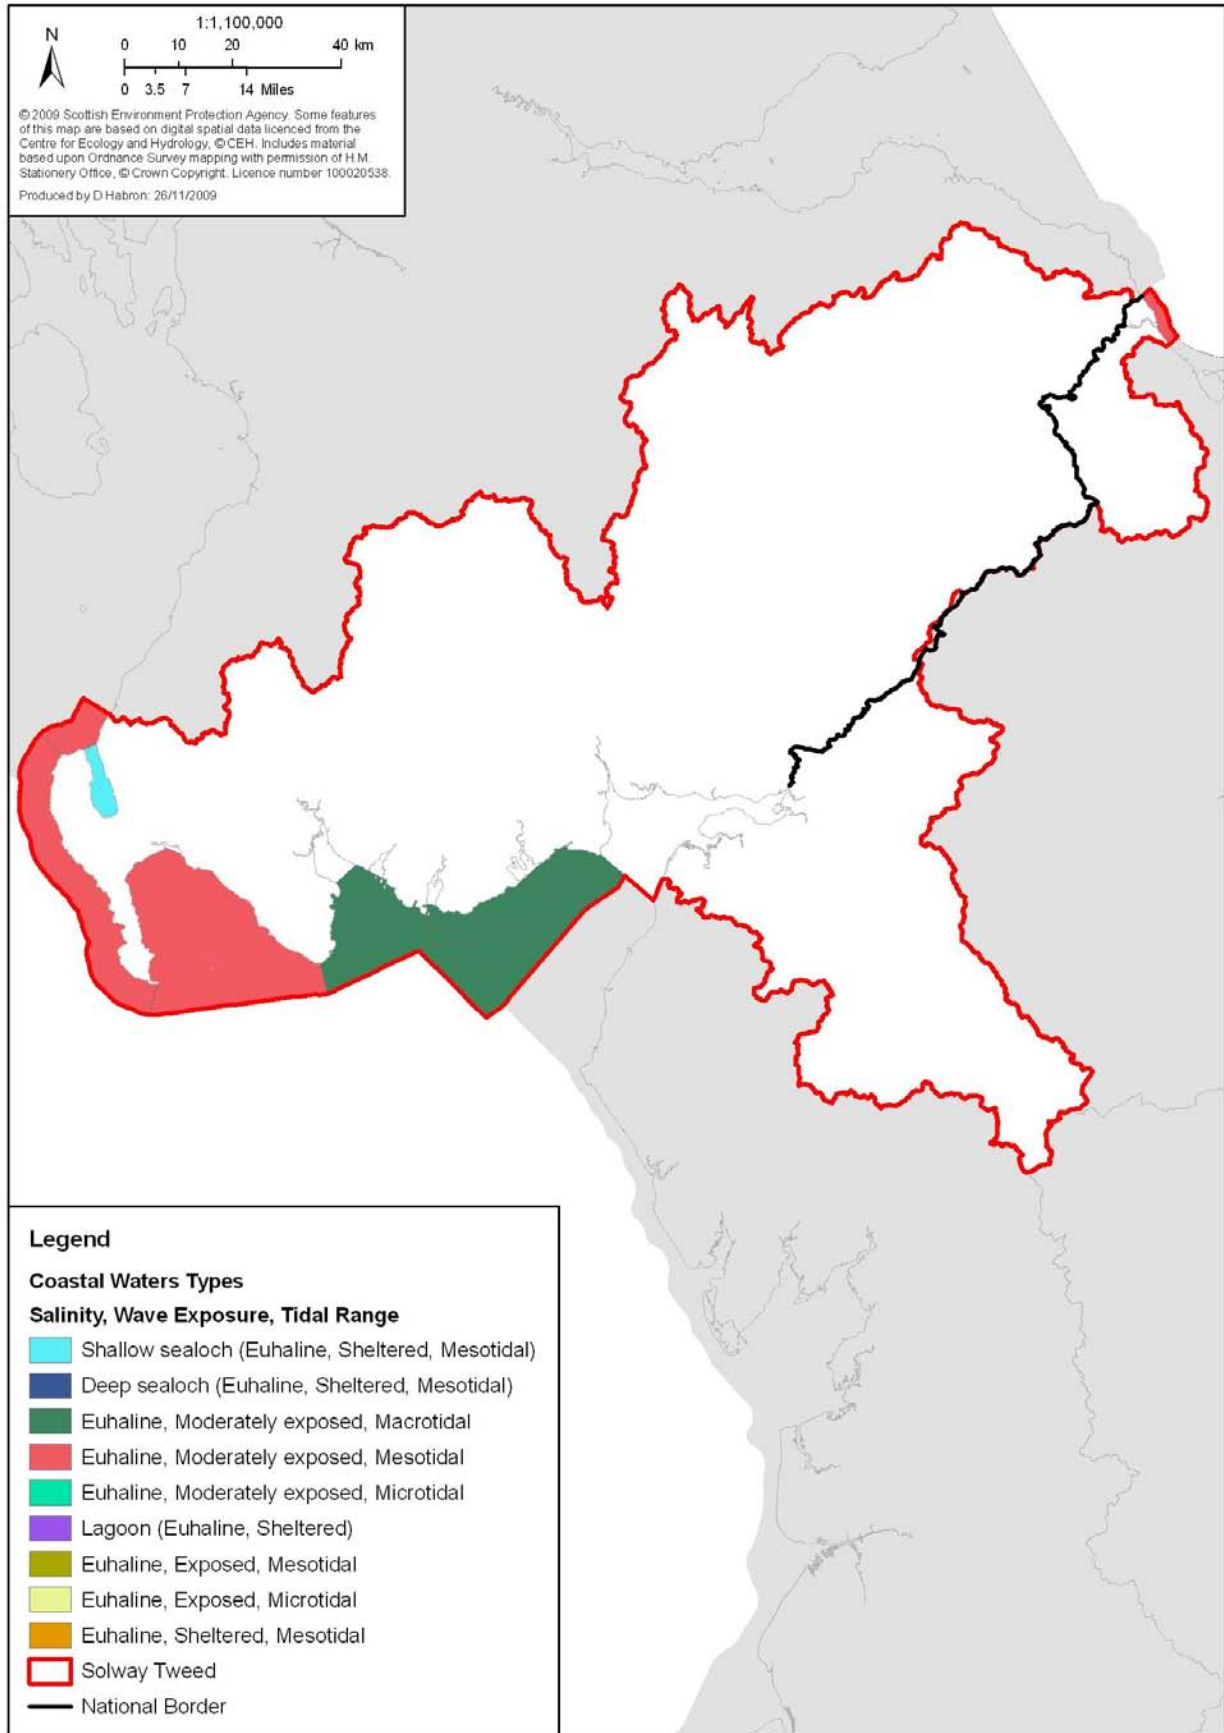 N
1:1,100,000
0 10 20 40 km
0 3.5 7 14 Miles
© 2009 Scottish Environment Protection Agency. Some features
of this map are based on digital spatial data licenced from the
Centre for Ecology and Hydrology, © CEH. Includes material
based upon Ordnance Survey mapping with permission of H.M.
Stationery Office, © Crown Copyright. Licence number 100020538.
Produced by D Habron: 26/11/2009
Legend
Coastal Waters Types
Salinity, Wave Exposure, Tidal Range
Shallow sealoch (Euhaline, Sheltered, Mesotidal)
Deep sealoch (Euhaline, Sheltered, Mesotidal)
Euhaline, Moderately exposed, Macrotidal
Euhaline, Moderately exposed, Mesotidal
Euhaline, Moderately exposed, Microtidal
Lagoon (Euhaline, Sheltered)
Euhaline, Exposed, Mesotidal
Euhaline, Exposed, Microtidal
Euhaline, Sheltered, Mesotidal
Solway Tweed
National Border